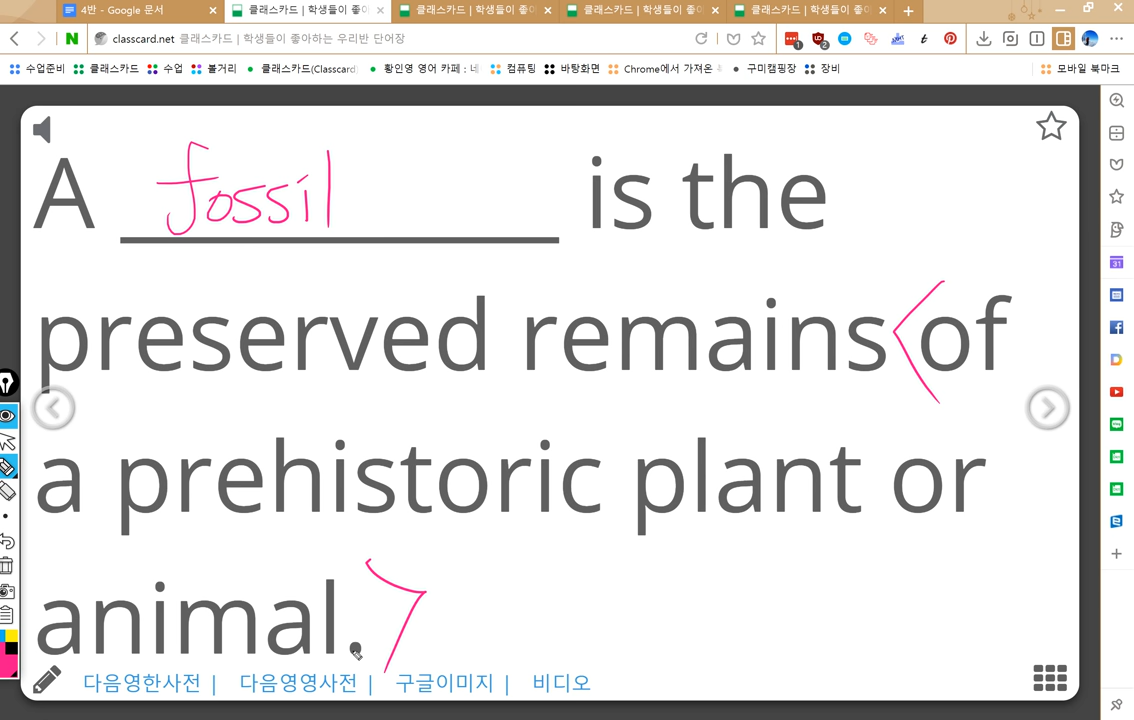 4반 - Google 문서
클래스카드 | 학생들이 좋아
클래스카드 | 학생들이 좋아
클래스카드 | 학생들이 좋아
클래스카드 | 학생들이 좋아
classcard.net 클래스카드 | 학생들이 좋아하는 우리반 단어장
수업준비 클래스카드 수업 볼거리 클래스카드(Classcard) 황인영 영어 카페 ; 네 컴퓨팅 바탕화면 Chrome에서 가져온 구미캠핑장 장비 모바일 북마크
A fossil is the
preserved remains of
a prehistoric plant or
animal.
다음영한사전 | 다음영영사전 | 구글이미지 | 비디오